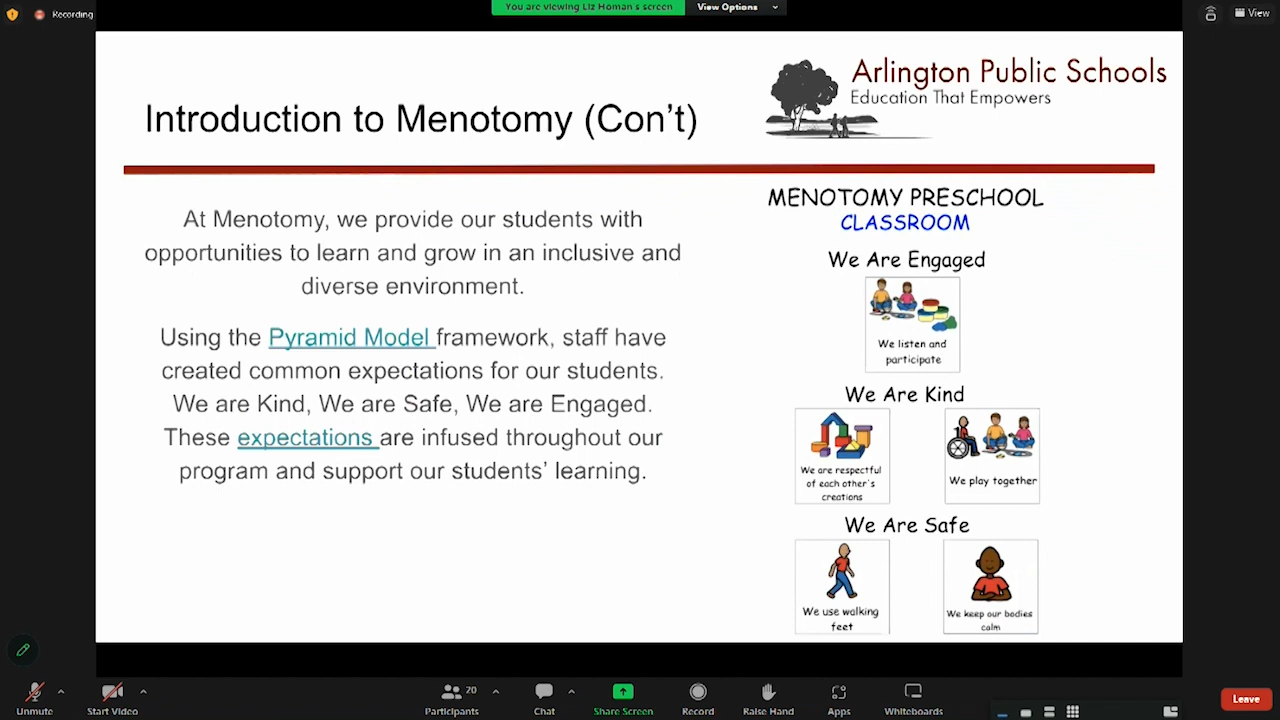 Recording
You are viewing Liz Homan's screen
View Options
View
Arlington Public Schools
Education That Empowers
Introduction to Menotomy (Con't)
At Menotomy, we provide our students with
opportunities to learn and grow in an inclusive and
diverse environment.
Using the Pyramid Model framework, staff have
created common expectations for our students.
We are Kind, We are Safe, We are Engaged.
These expectations are infused throughout our
program and support our students' learning.
MENOTOMY PRESCHOOL
CLASSROOM
We Are Engaged
We listen and
participate
We Are Kind
We are respectful
of each other's
creations
We play together
We Are Safe
We use walking
feet
We keep our bodies
calm
Unmute
Start Video
20
Participants
Chat
Share Screen
Record
Raise Hand
Apps
Whiteboards
Leave